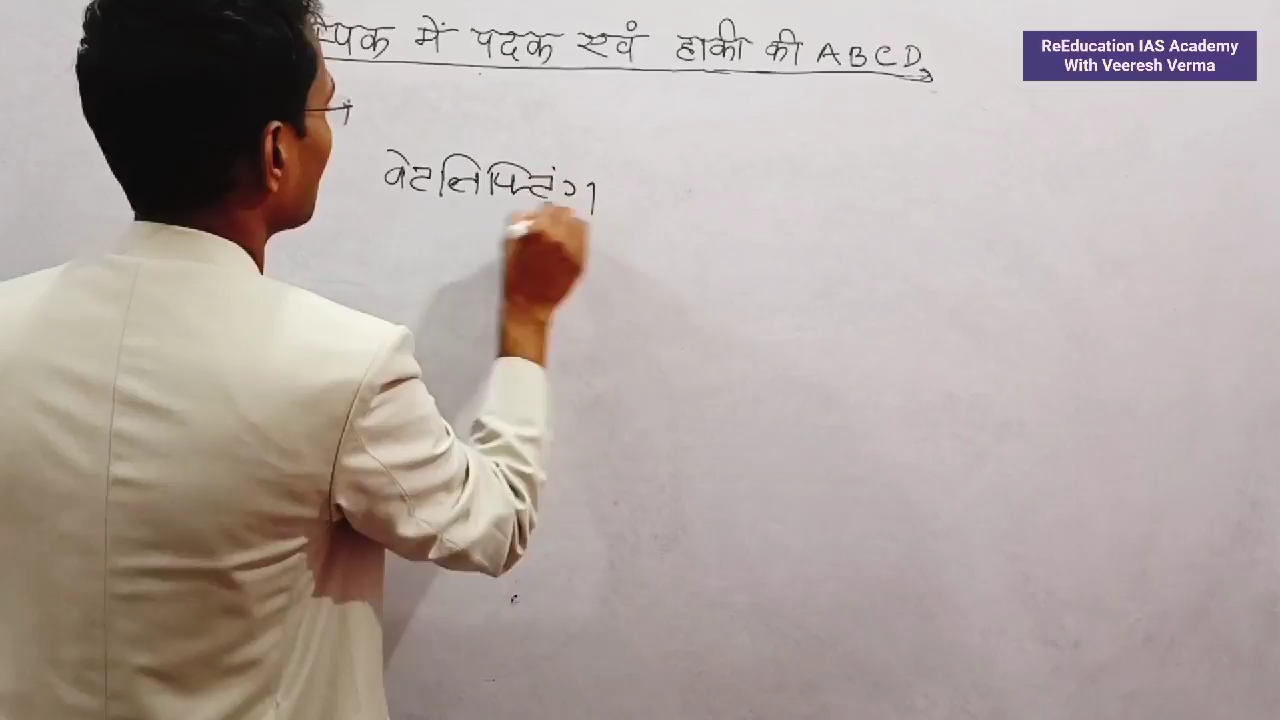 में पदक एवं हाकी की ABCD,
ReEducation IAS Academy
With Veeresh Verma
वेटलिफ्टिंग